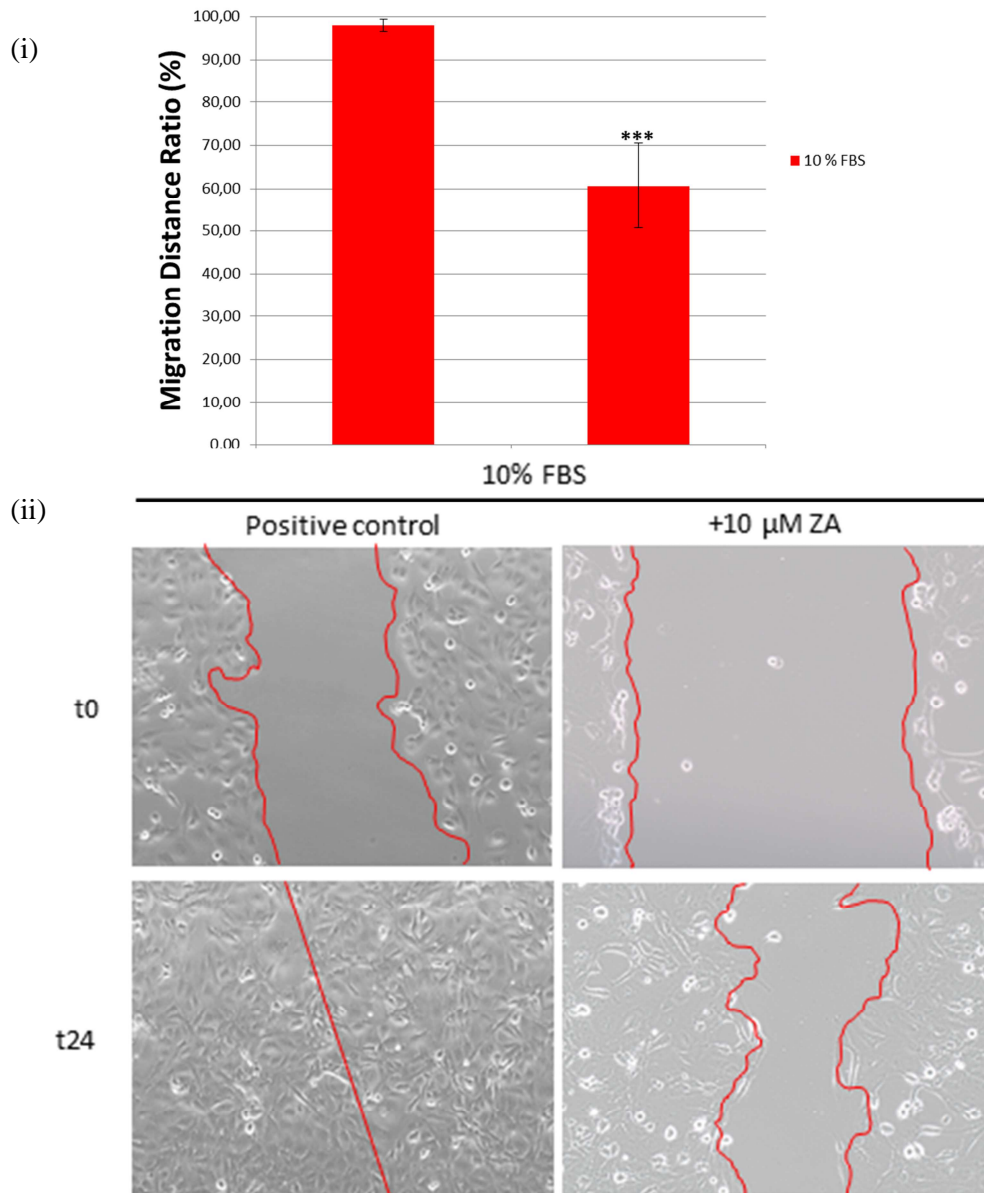 (i)
Migration Distance Ratio (%)
100,00
90,00
80,00
70,00
60,00
50,00
40,00
30,00
20,00
10,00
0,00
***
10 % FBS
10% FBS
(ii)
Positive control
+10 µM ZA
t0
t24